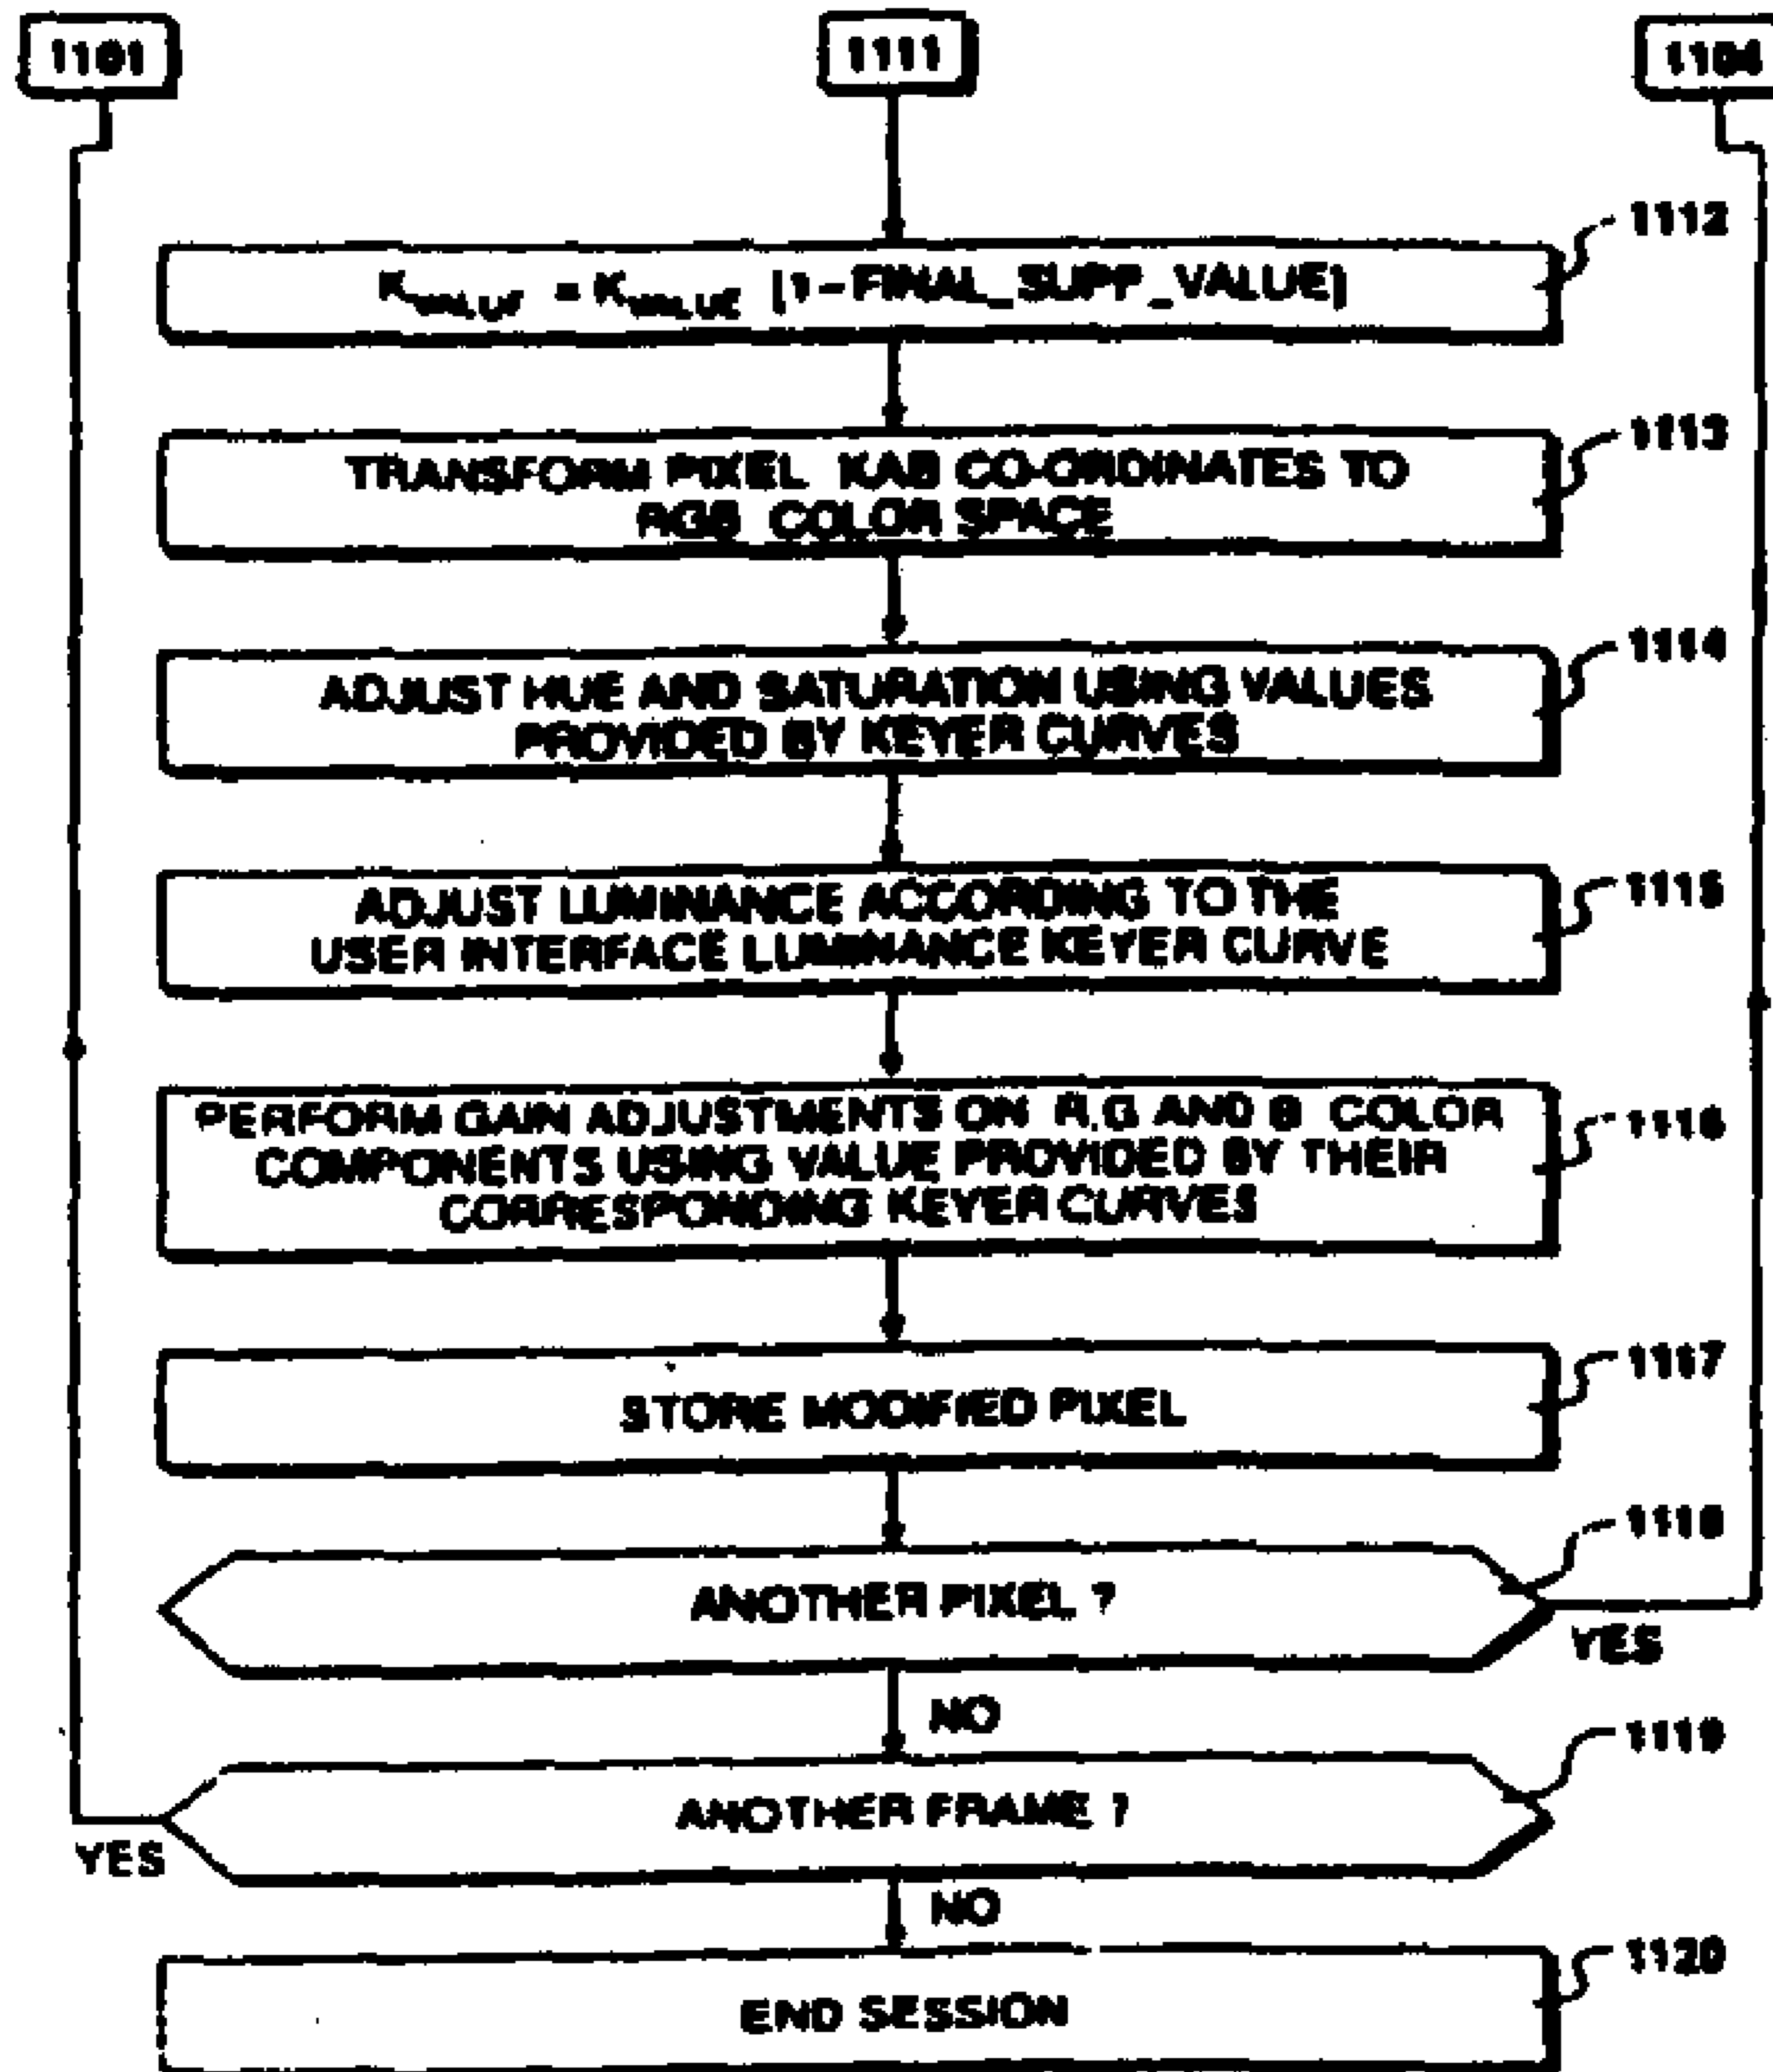 1101
1111
1104
1112
K VALUE = K VALUE [1-FINAL_SUPP_VALUE]
1113
TRANSFORM PIXEL KAB CO-ORDINATES TO
RGB COLOR SPACE
1114
ADJUST HUE AND SATURATION USING VALUES
PROVIDED BY KEYER CURVES
1115
ADJUST LUMINANCE ACCORDING TO THE
USER INTERFACE LUMINANCE KEYER CURVE
1116
PERFORM GAIN ADJUSTMENTS ON R,G AND B COLOR
COMPONENTS USING VALUE PROVIDED BY THEIR
CORRESPONDING KEYER CURVES
1117
STORE MODIFIED PIXEL
1118
ANOTHER PIXEL ?
YES
NO
1119
ANOTHER FRAME ?
YES
NO
1120
END SESSION